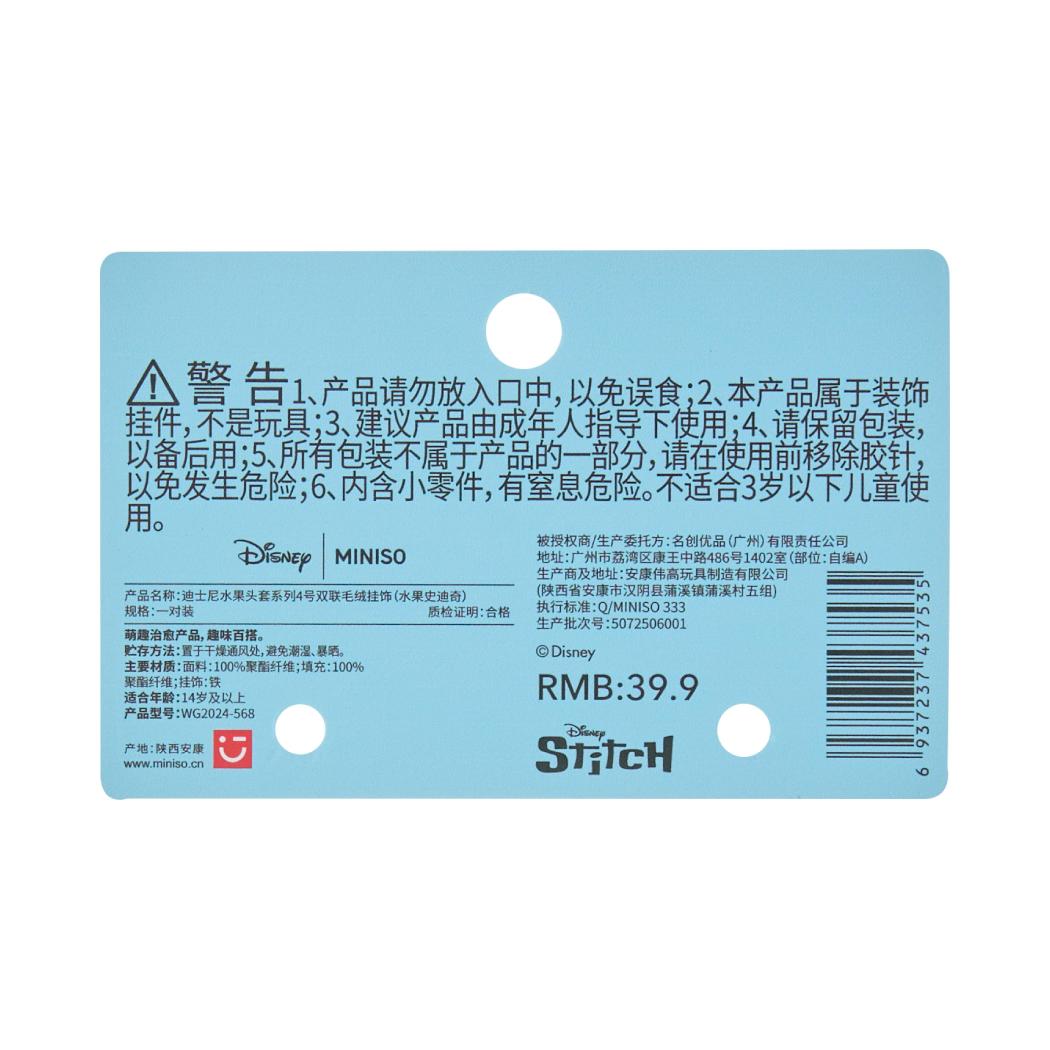 警告1、产品请勿放入口中，以免误食；2、本产品属于装饰
挂件，不是玩具；3、建议产品由成年人指导下使用；4、请保留包装，
以备后用；5、所有包装不属于产品的一部分，请在使用前移除胶针，
以免发生危险；6、内含小零件，有窒息危险。不适合3岁以下儿童使
用。
Disney | MINISO
产品名称：迪士尼水果头套系列4号双联毛绒挂饰（水果史迪奇）
规格：一对装 质检证明：合格
萌趣治愈产品，趣味百搭。
贮存方法：置于干燥通风处，避免潮湿、暴晒。
主要材质：面料：100%聚酯纤维；填充：100%
聚酯纤维；挂饰：铁
适合年龄：14岁及以上
产品型号：WG2024-568
产地：陕西安康
www.miniso.cn
被授权商/生产委托方：名创优品（广州）有限责任公司
地址：广州市荔湾区康王中路486号1402室（部位：自编A）
生产商及地址：安康伟高玩具制造有限公司
（陕西省安康市汉阴县蒲溪镇蒲溪村五组）
执行标准：Q/MINISO 333
生产批次号：5072506001
©Disney
RMB:39.9
Disney
Stitch
6 937237 437535